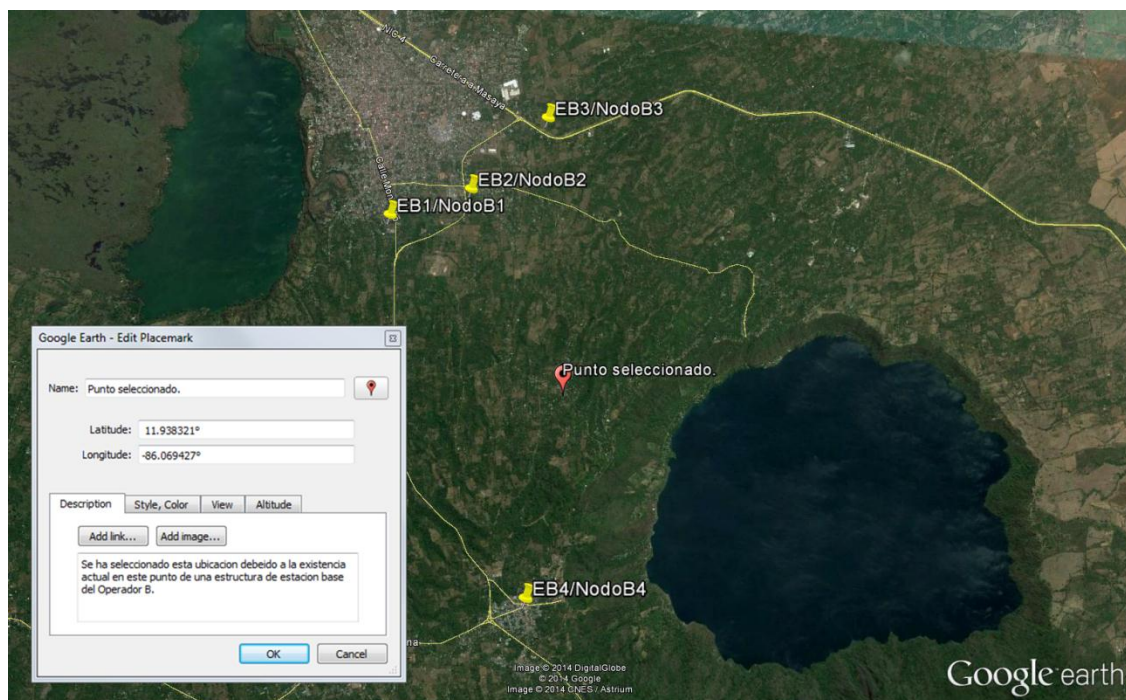 NIC-4
Carretera a Masaya
EB3/NodoB3
EB2/NodoB2
Calle Mon
EB1/NodoB1
Google Earth - Edit Placemark
Name: Punto seleccionado.
Punto seleccionado.
Latitude: 11.938321°
Longitude: -86.069427°
Description Style, Color View Altitude
Add link... Add image...
Se ha seleccionado esta ubicacion debeido a la existencia
actual en este punto de una estructura de estacion base
del Operador B.
EB4/NodoB4
na
OK Cancel
Image © 2014 DigitalGlobe
© 2014 Google
Image © 2014 CNES / Astrium
Google earth